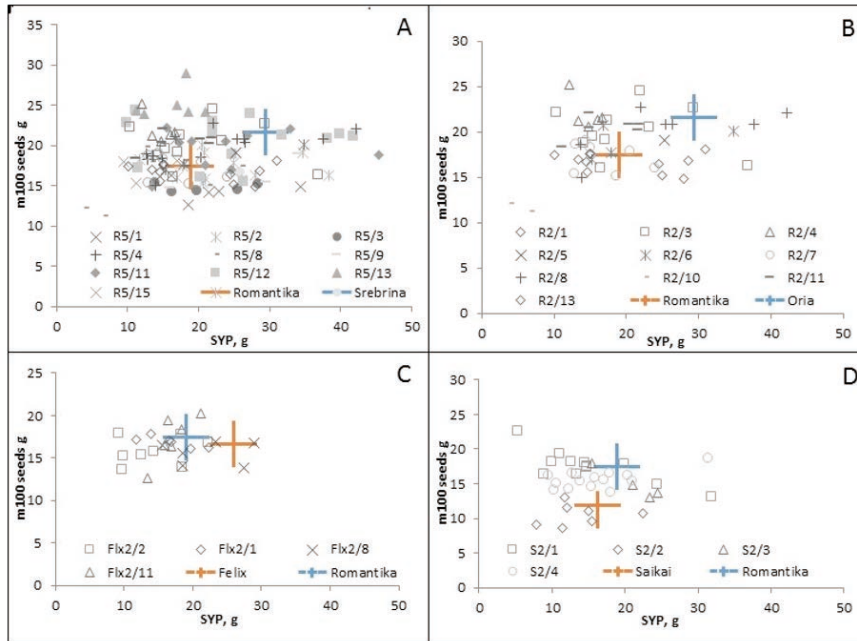 A
m100 seeds g
35
30
25
20
15
10
5
0
0 10 20 30 40 50
SYP, g
R5/1 R5/2 R5/3
R5/4 R5/8 R5/9
R5/11 R5/12 R5/13
R5/15 Romantika Srebrina
B
m100 seeds g
30
25
20
15
10
5
0
0 10 20 30 40 50
SYP, g
R2/1 R2/3 R2/4
R2/5 R2/6 R2/7
R2/8 R2/10 R2/11
R2/13 Romantika Oria
C
m100 seeds g
25
20
15
10
5
0
0 10 20 30 40 50
SYP, g
Flx2/2 Flx2/1 Flx2/8
Flx2/11 Felix Romantika
D
m100 seeds g
30
25
20
15
10
5
0
0 10 20 30 40 50
SYP, g
S2/1 S2/2 S2/3
S2/4 Saikai Romantika